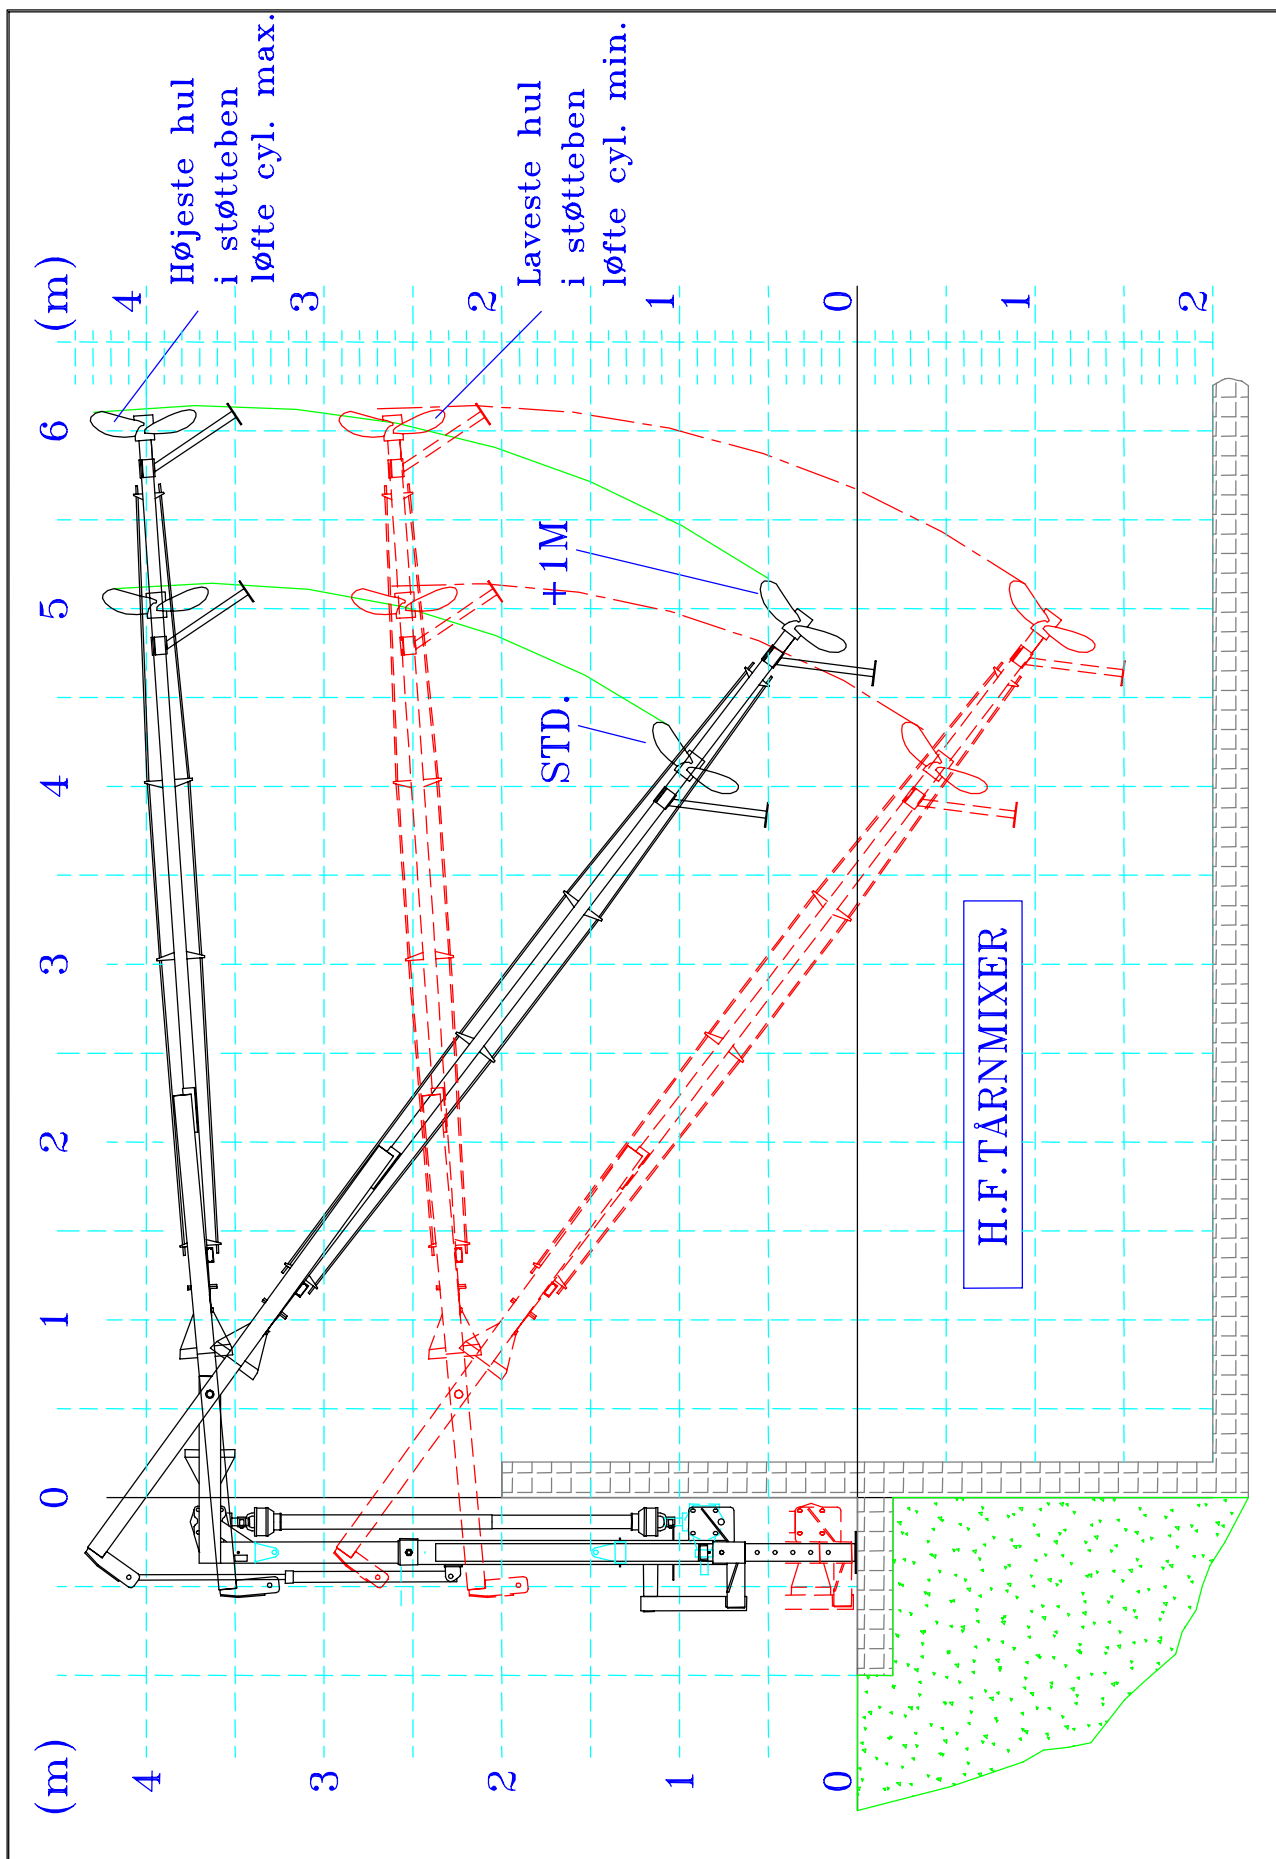 (m)
4
3
2
1
0
1
2
Højeste hul
i støtteben
løfte cyl. max.
Laveste hul
i støtteben
løfte cyl. min.
6
5
4
3
2
1
0
+1M
STD.
H.F.TÅRNMIXER
(m)
4
3
2
1
0